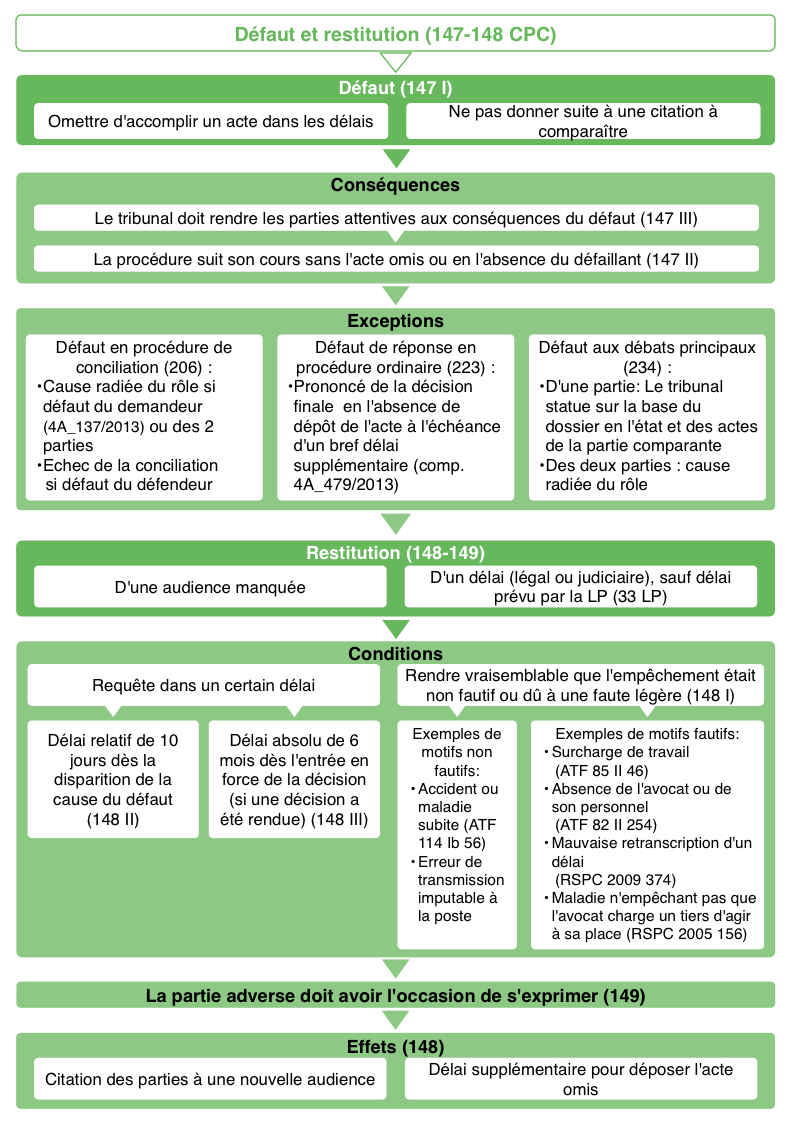 Défaut et restitution (147-148 CPC)
Défaut (147 I)
Omettre d'accomplir un acte dans les délais
Ne pas donner suite à une citation à
comparaître
Conséquences
Le tribunal doit rendre les parties attentives aux conséquences du défaut (147 III)
La procédure suit son cours sans l'acte omis ou en l'absence du défaillant (147 II)
Exceptions
Défaut en procédure de
conciliation (206) :
•Cause radiée du rôle si
défaut du demandeur
(4A_137/2013) ou des 2
parties
•Echec de la conciliation
si défaut du défendeur
Défaut de réponse en
procédure ordinaire (223) :
•Prononcé de la décision
finale en l'absence de
dépôt de l'acte à l'échéance
d'un bref délai
supplémentaire (comp.
4A_479/2013)
Défaut aux débats principaux
(234) :
•D'une partie: Le tribunal
statue sur la base du
dossier en l'état et des actes
de la partie comparante
•Des deux parties : cause
radiée du rôle
Restitution (148-149)
D'une audience manquée
D'un délai (légal ou judiciaire), sauf délai
prévu par la LP (33 LP)
Conditions
Requête dans un certain délai
Délai relatif de 10
jours dès la
disparition de la
cause du défaut
(148 II)
Délai absolu de 6
mois dès l'entrée en
force de la décision
(si une décision a
été rendue) (148 III)
Rendre vraisemblable que l'empêchement était
non fautif ou dû à une faute légère (148 I)
Exemples de
motifs non
fautifs:
•Accident ou
maladie
subite (ATF
114 Ib 56)
•Erreur de
transmission
imputable à
la poste
Exemples de motifs fautifs:
•Surcharge de travail
(ATF 85 II 46)
•Absence de l'avocat ou de
son personnel
(ATF 82 II 254)
•Mauvaise retranscription d'un
délai
(RSPC 2009 374)
•Maladie n'empêchant pas que
l'avocat charge un tiers d'agir
à sa place (RSPC 2005 156)
La partie adverse doit avoir l'occasion de s'exprimer (149)
Effets (148)
Citation des parties à une nouvelle audience
Délai supplémentaire pour déposer l'acte
omis